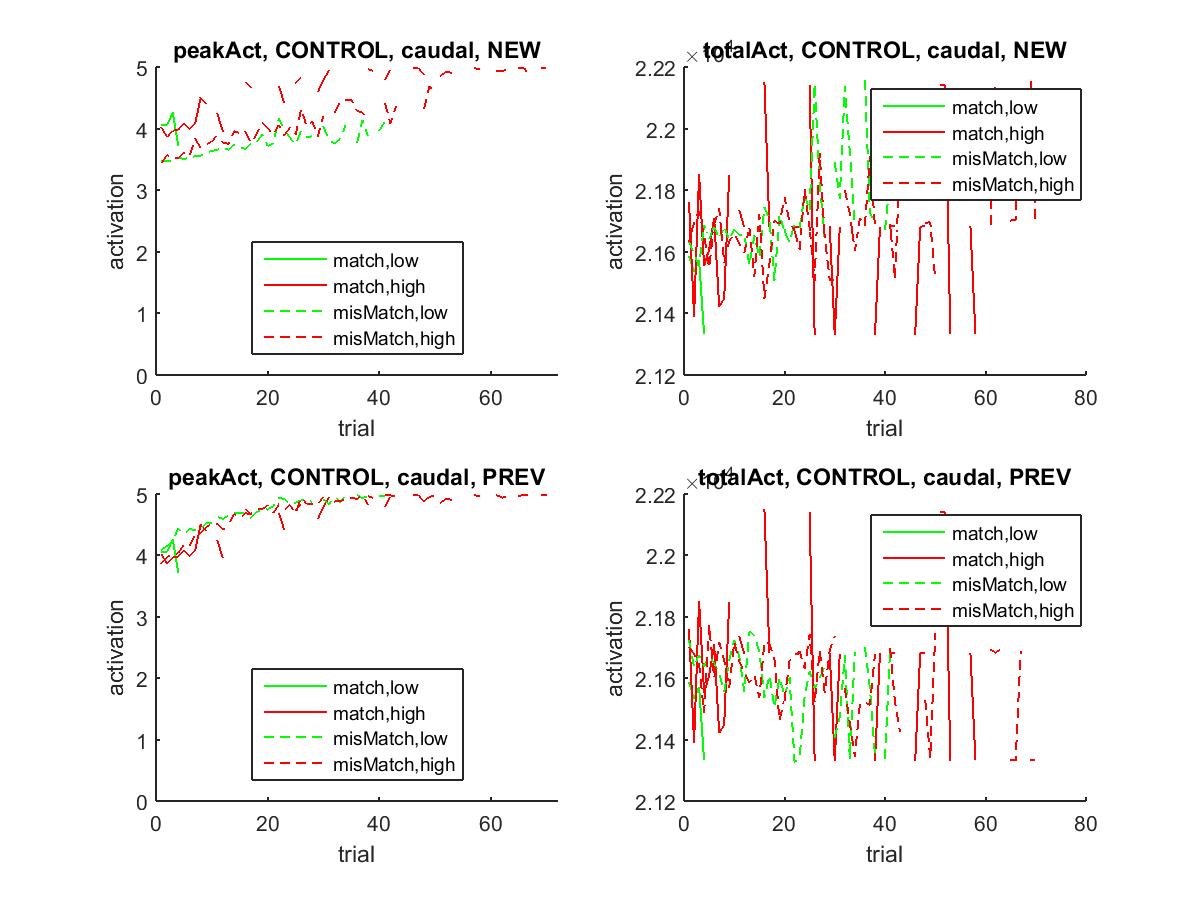 peakAct, CONTROL, caudal, NEW
5
4
3
2
1
0
activation
0 20 40 60
trial
match,low
match,high
misMatch,low
misMatch,high
totalAct, CONTROL, caudal, NEW
2.22
2.2
2.18
2.16
2.14
2.12
activation
0 20 40 60 80
trial
match,low
match,high
misMatch,low
misMatch,high
peakAct, CONTROL, caudal, PREV
5
4
3
2
1
0
activation
0 20 40 60
trial
match,low
match,high
misMatch,low
misMatch,high
totalAct, CONTROL, caudal, PREV
2.22
2.2
2.18
2.16
2.14
2.12
activation
0 20 40 60 80
trial
match,low
match,high
misMatch,low
misMatch,high